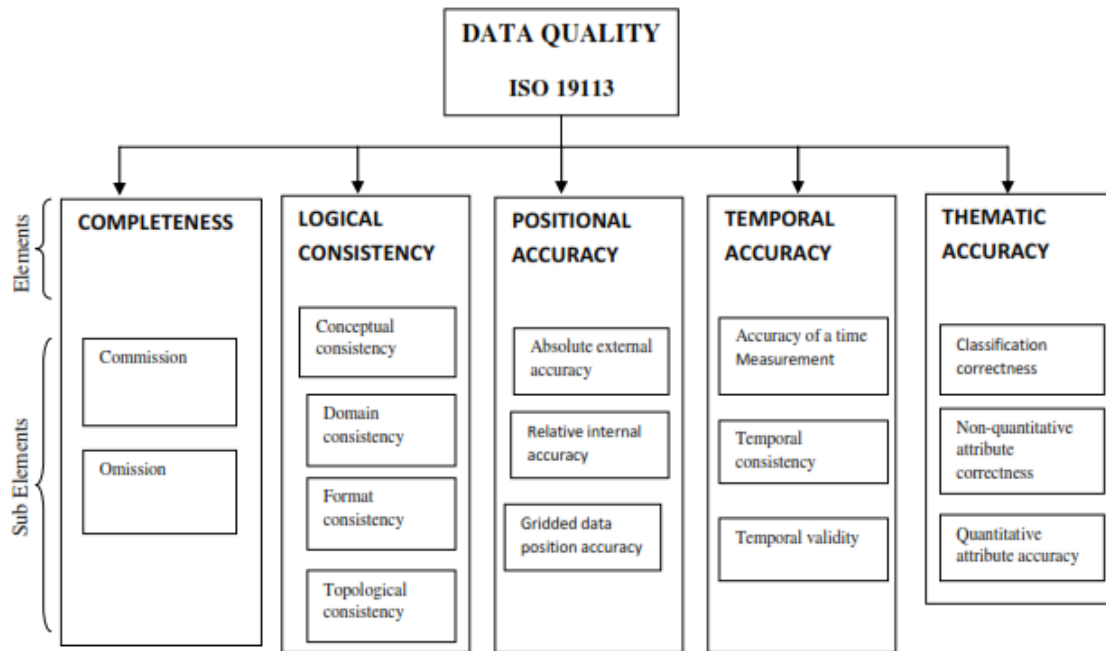 DATA QUALITY
ISO 19113
Elements
Sub Elements
COMPLETENESS
Commission
Omission
LOGICAL
CONSISTENCY
Conceptual
consistency
Domain
consistency
Format
consistency
Topological
consistency
POSITIONAL
ACCURACY
Absolute external
accuracy
Relative internal
accuracy
Gridded data
position accuracy
TEMPORAL
ACCURACY
Accuracy of a time
Measurement
Temporal
consistency
Temporal validity
THEMATIC
ACCURACY
Classification
correctness
Non-quantitative
attribute
correctness
Quantitative
attribute accuracy